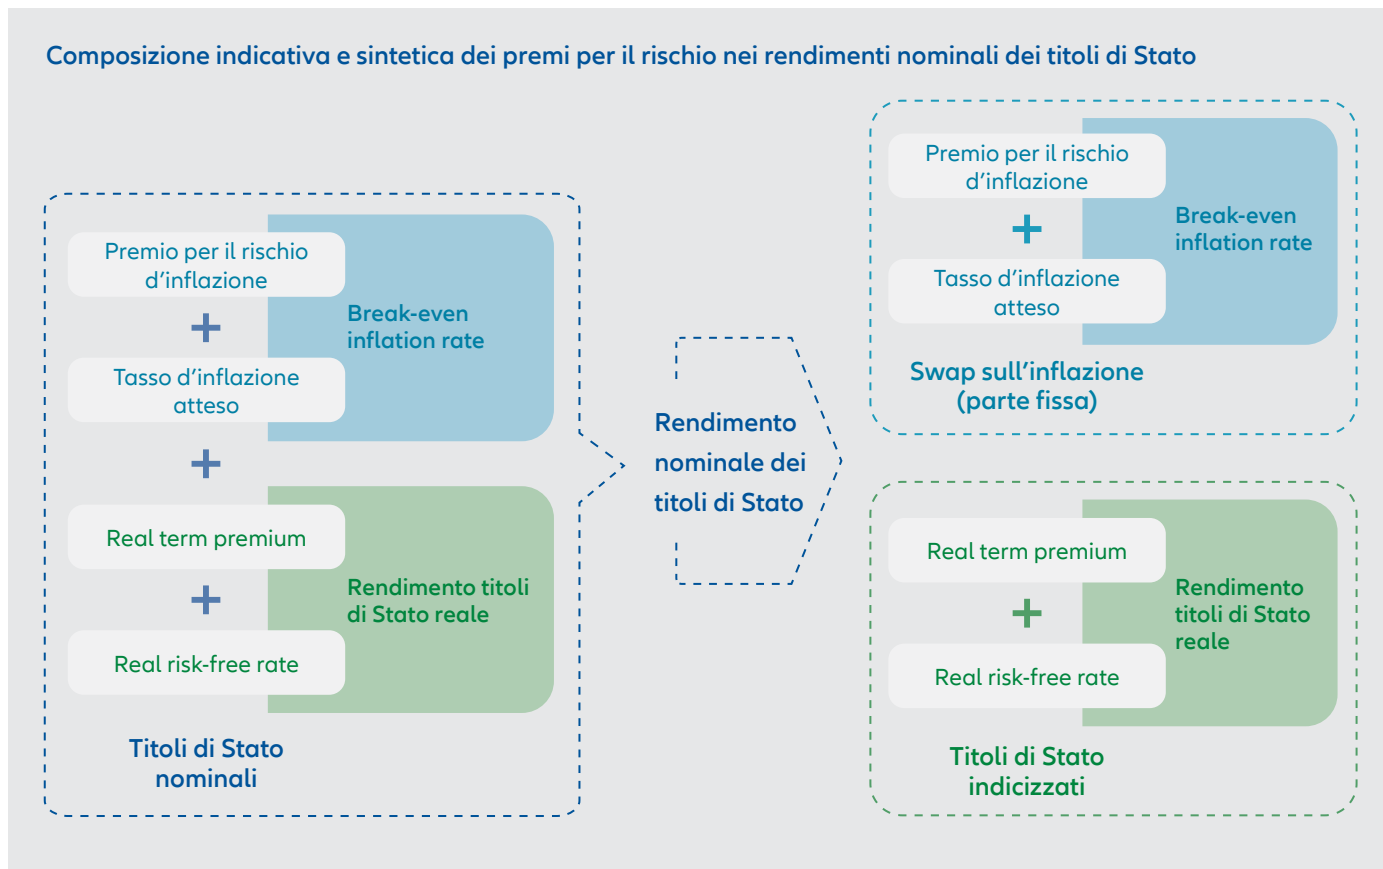 Composizione indicativa e sintetica dei premi per il rischio nei rendimenti nominali dei titoli di Stato
Premio per il rischio
d’inflazione
+
Tasso d’inflazione
atteso
Break-even
inflation rate
+
Real term premium
+
Real risk-free rate
Rendimento titoli
di Stato reale
Titoli di Stato
nominali
Rendimento
nominale dei
titoli di Stato
Premio per il rischio
d’inflazione
+
Tasso d’inflazione
atteso
Break-even
inflation rate
Swap sull’inflazione
(parte fissa)
Real term premium
+
Real risk-free rate
Rendimento
titoli di Stato
reale
Titoli di Stato
indicizzati